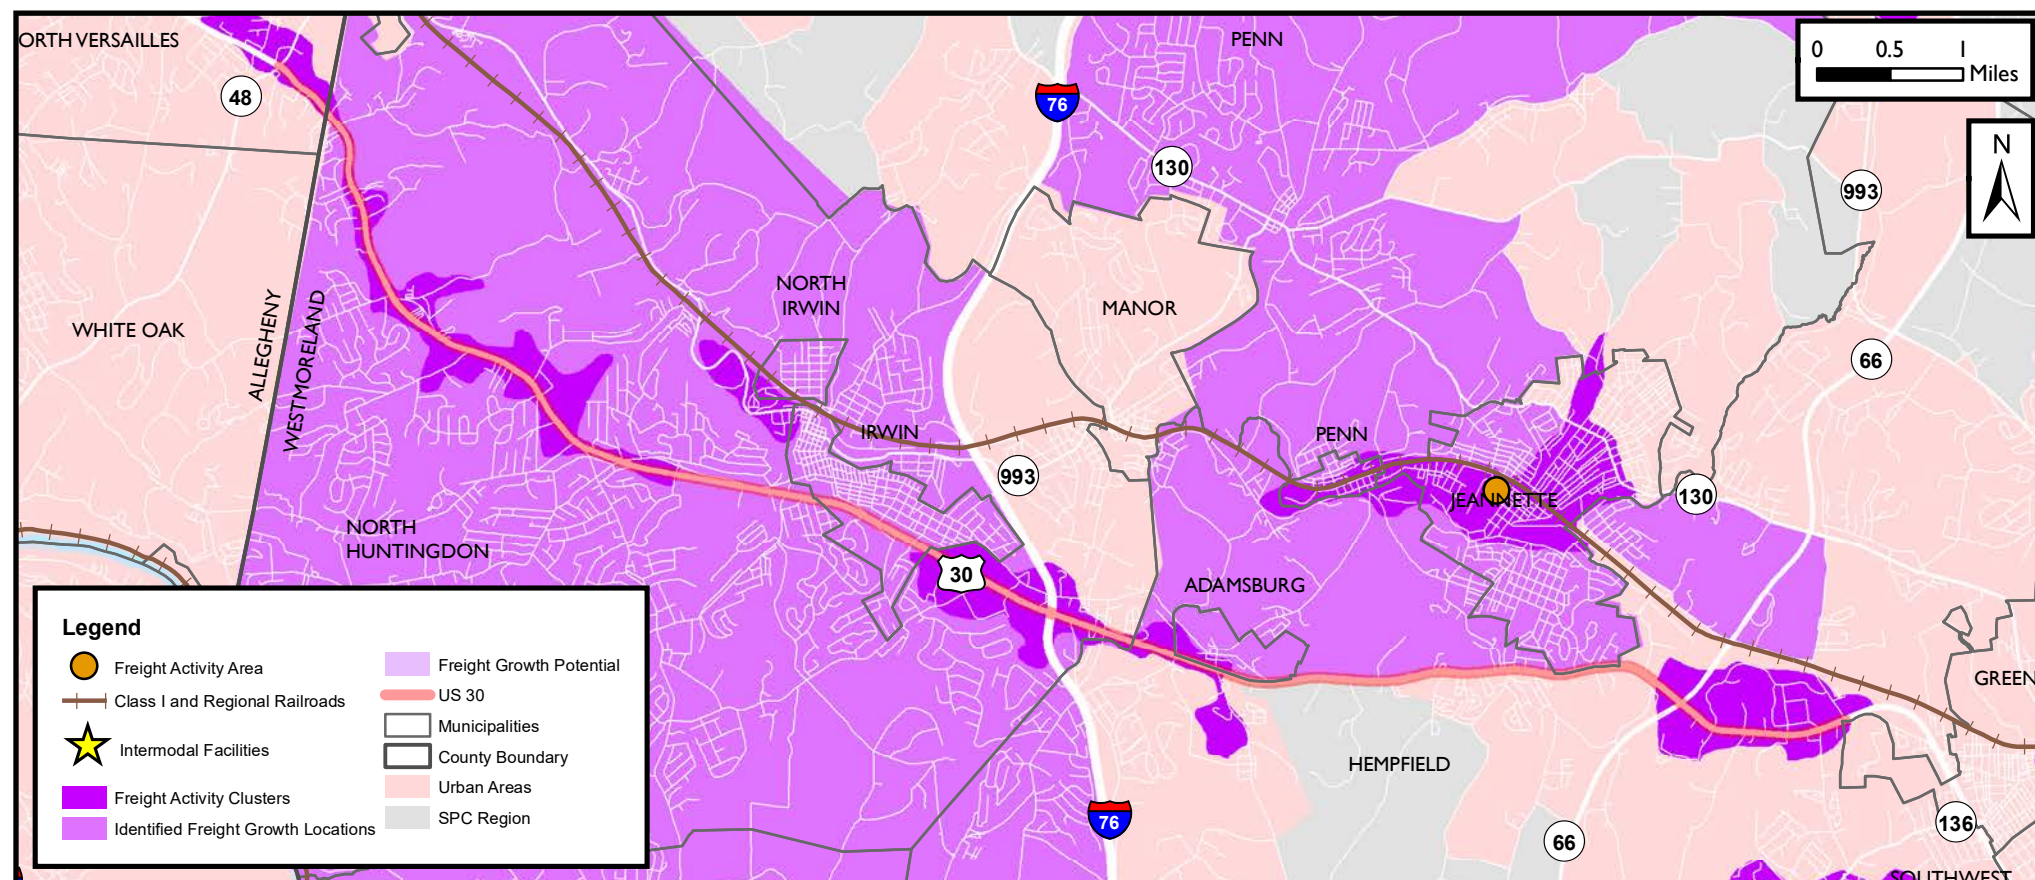 ORTH VERSAILLES
PENN
0 0.5 1
Miles
48
76
N
130
993
NORTH
IRWIN
MANOR
WHITE OAK
ALLEGHENY
WESTMORELAND
66
IRWIN
PENN
993
JEANNETTE
130
NORTH
HUNTINGDON
30
ADAMSBURG
GREEN
HEMPFIELD
76
66
136
SOUTHWEST
Legend
Freight Activity Area
Class I and Regional Railroads
Intermodal Facilities
Freight Activity Clusters
Identified Freight Growth Locations
Freight Growth Potential
US 30
Municipalities
County Boundary
Urban Areas
SPC Region